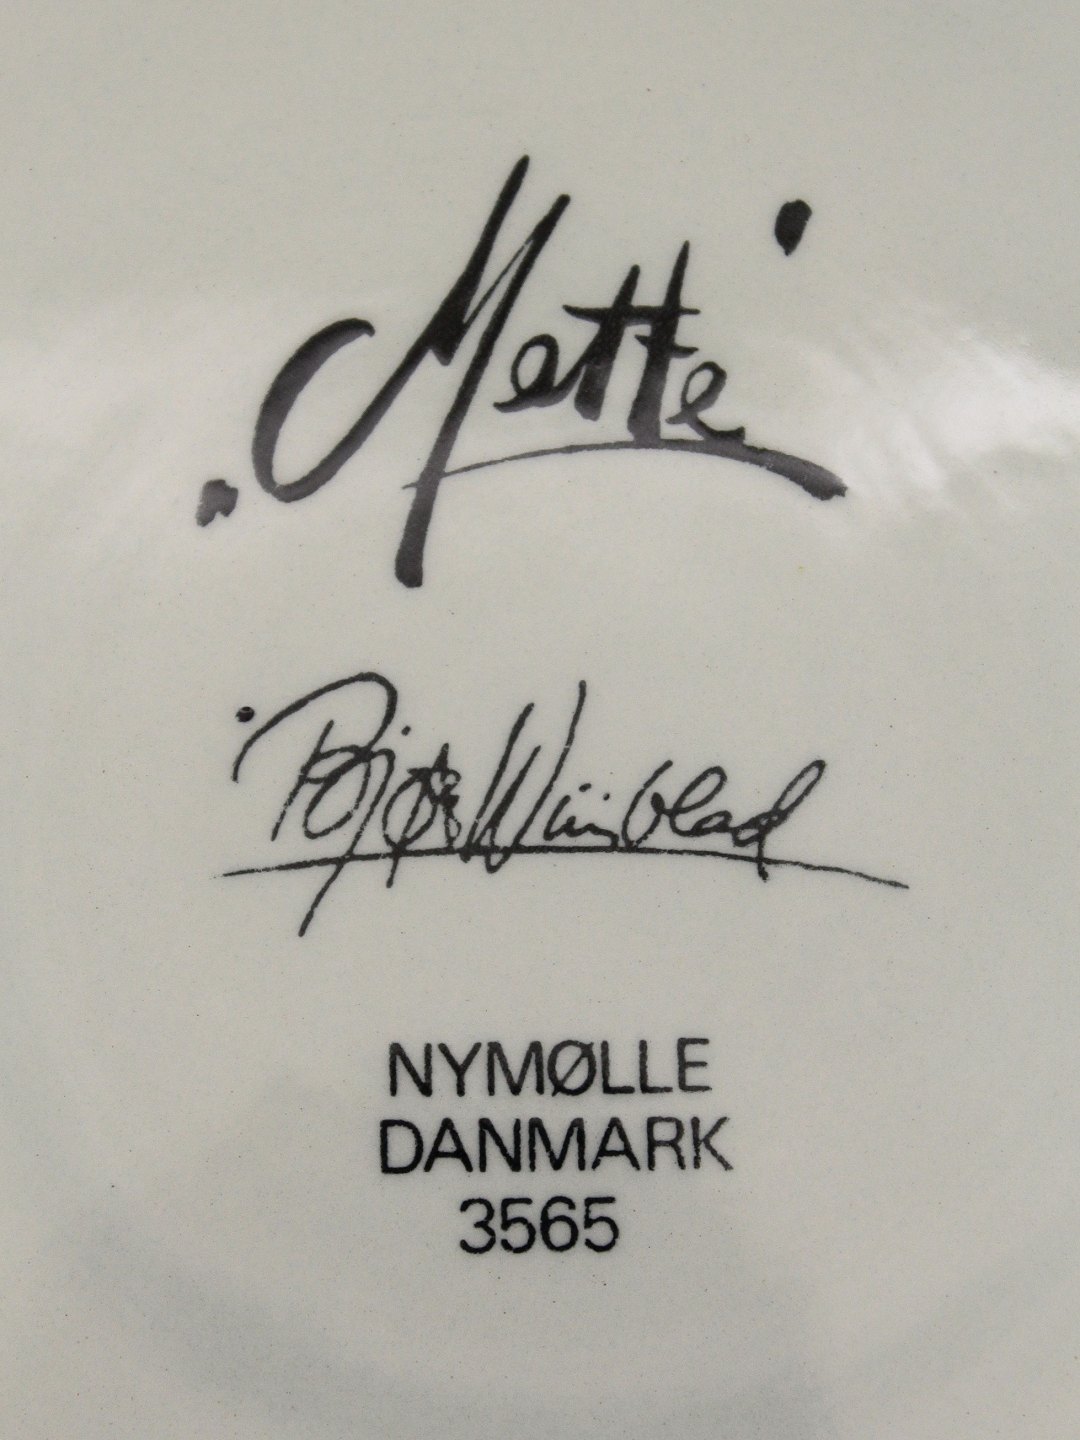 „Mette'
Bjørn Wiinblad
NYMØLLE
DANMARK
3565